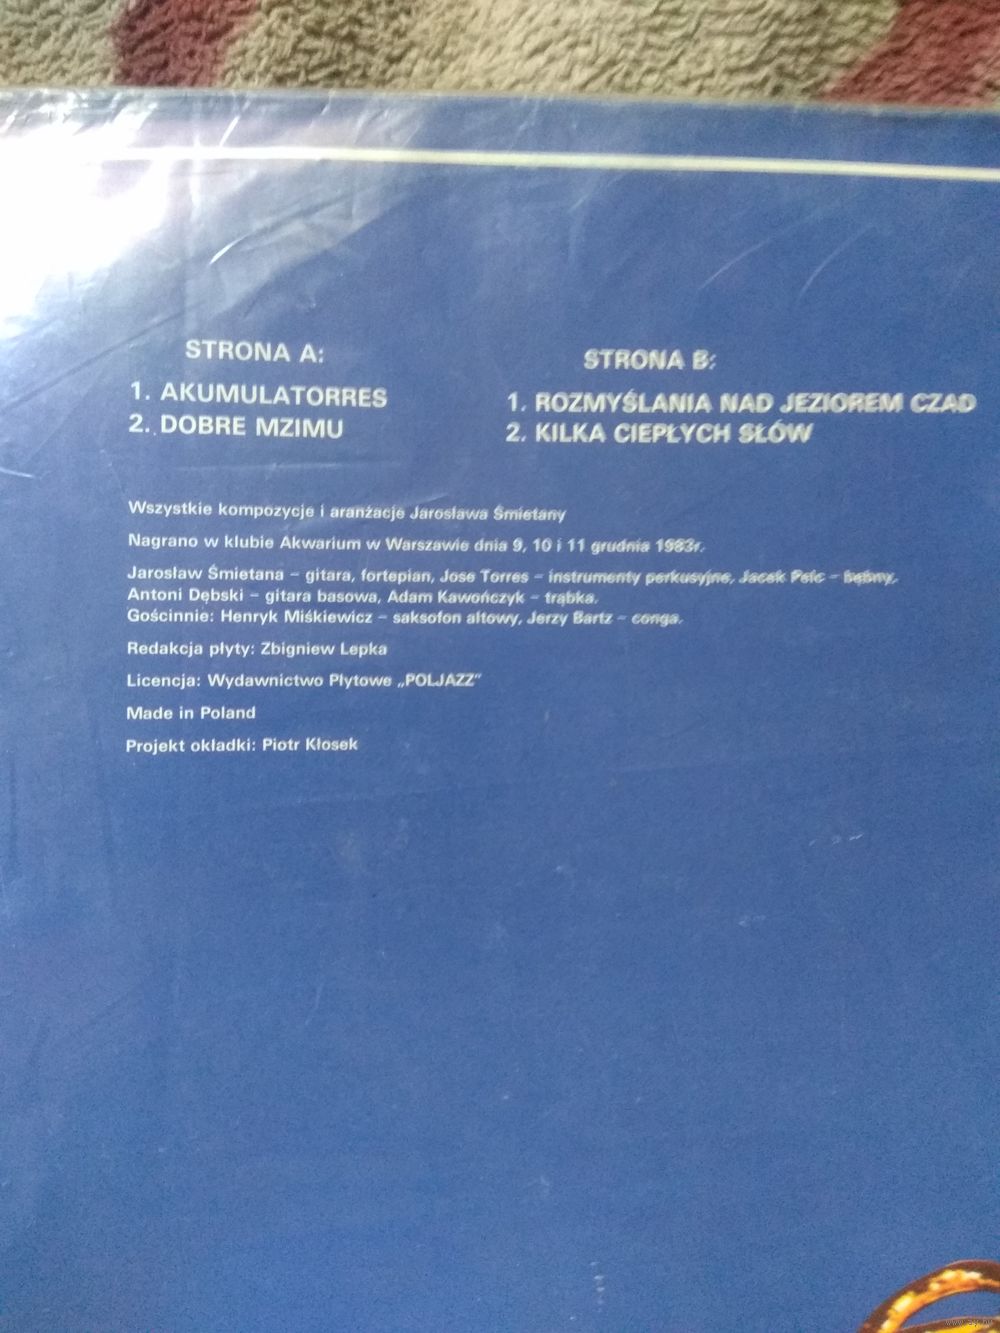 STRONA A:
1. AKUMULATORRES
2. DOBRE MZIMU
STRONA B:
1. ROZMYŚLANIA NAD JEZIOREM CZAD
2. KILKA CIEPŁYCH SŁÓW
Wszystkie kompozycje i aranżacje Jarosława Śmietany
Nagrano w klubie Akwarium w Warszawie dnia 9, 10 i 11 grudnia 1983r.
Jarosław Śmietana – gitara, fortepian, Jose Torres – instrumenty perkusyjne, Jacek Pelc – bębny,
Antoni Dębski – gitara basowa, Adam Kawończyk – trąbka.
Gościnnie: Henryk Miśkiewicz – saksofon altowy, Jerzy Bartz – conga.
Redakcja płyty: Zbigniew Lepka
Licencja: Wydawnictwo Płytowe „POLJAZZ”
Made in Poland
Projekt okładki: Piotr Kłosek